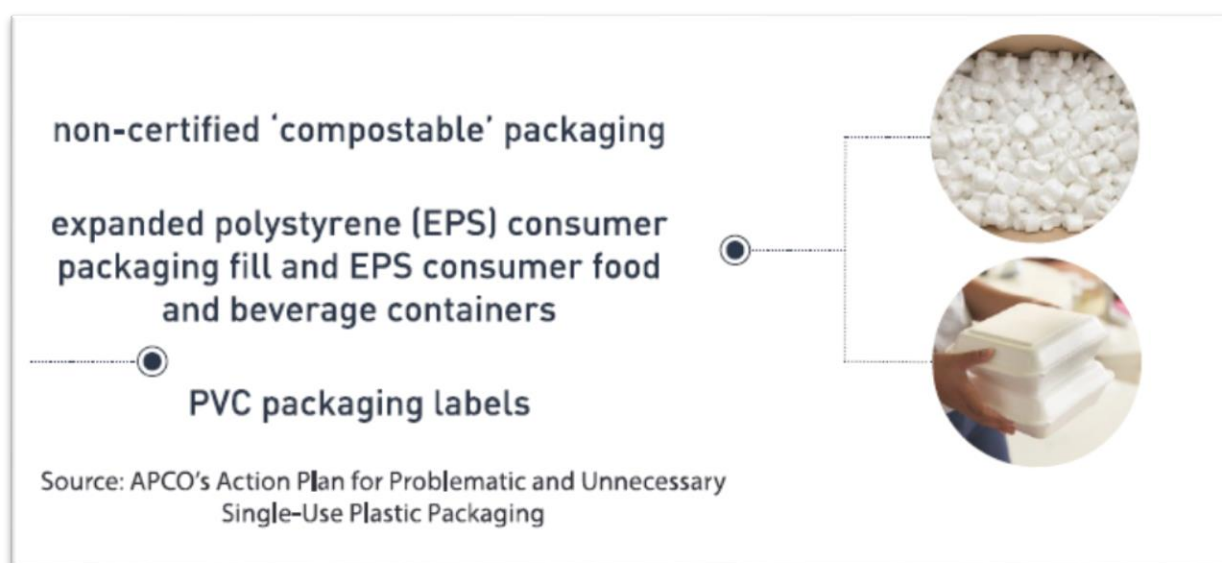 non-certified ‘compostable’ packaging
expanded polystyrene (EPS) consumer
packaging fill and EPS consumer food
and beverage containers
PVC packaging labels
Source: APCO’s Action Plan for Problematic and Unnecessary
Single-Use Plastic Packaging